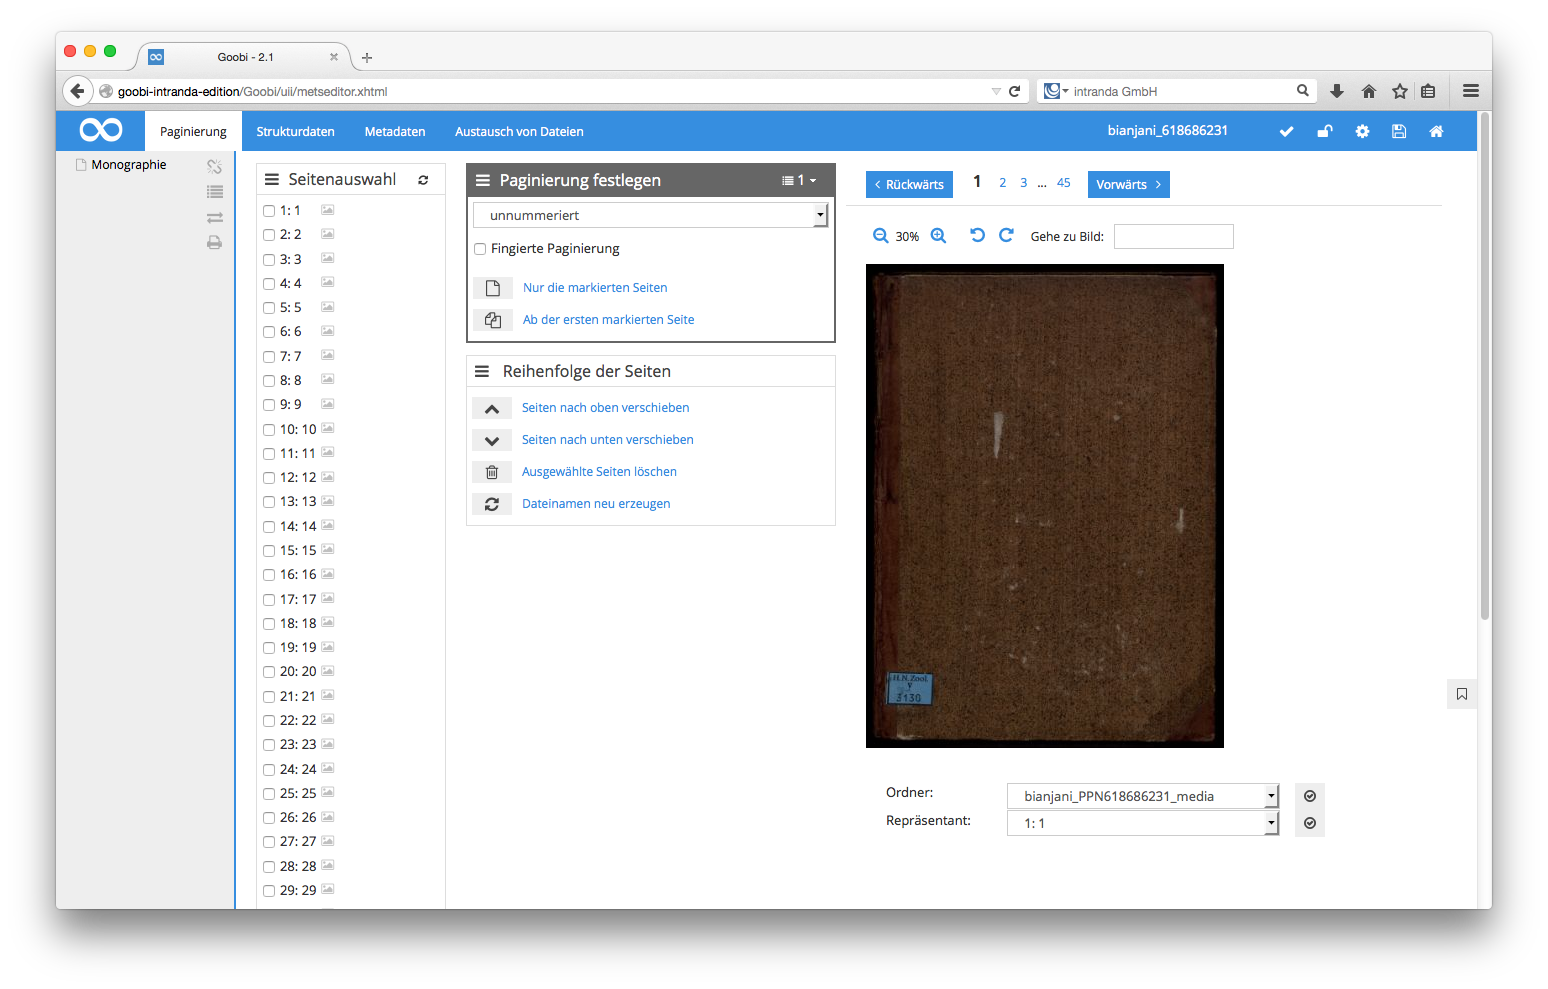 Goobi - 2.1
goobi-intranda-edition/Goobi/uii/metseditor.xhtml
intranda GmbH
Paginierung
Strukturdaten
Metadaten
Austausch von Dateien
bianjani_618686231
Monographie
Seitenauswahl
1: 1
2: 2
3: 3
4: 4
5: 5
6: 6
7: 7
8: 8
9: 9
10: 10
11: 11
12: 12
13: 13
14: 14
15: 15
16: 16
17: 17
18: 18
19: 19
20: 20
21: 21
22: 22
23: 23
24: 24
25: 25
26: 26
27: 27
28: 28
29: 29
Paginierung festlegen
1
unnummeriert
Fingierte Paginierung
Nur die markierten Seiten
Ab der ersten markierten Seite
Reihenfolge der Seiten
Seiten nach oben verschieben
Seiten nach unten verschieben
Ausgewählte Seiten löschen
Dateinamen neu erzeugen
Rückwärts
1 2 3 ... 45
Vorwärts
30%
Gehe zu Bild:
H.N. Zool.
V
3130
Ordner:
bianjani_PPN618686231_media
Repräsentant:
1: 1